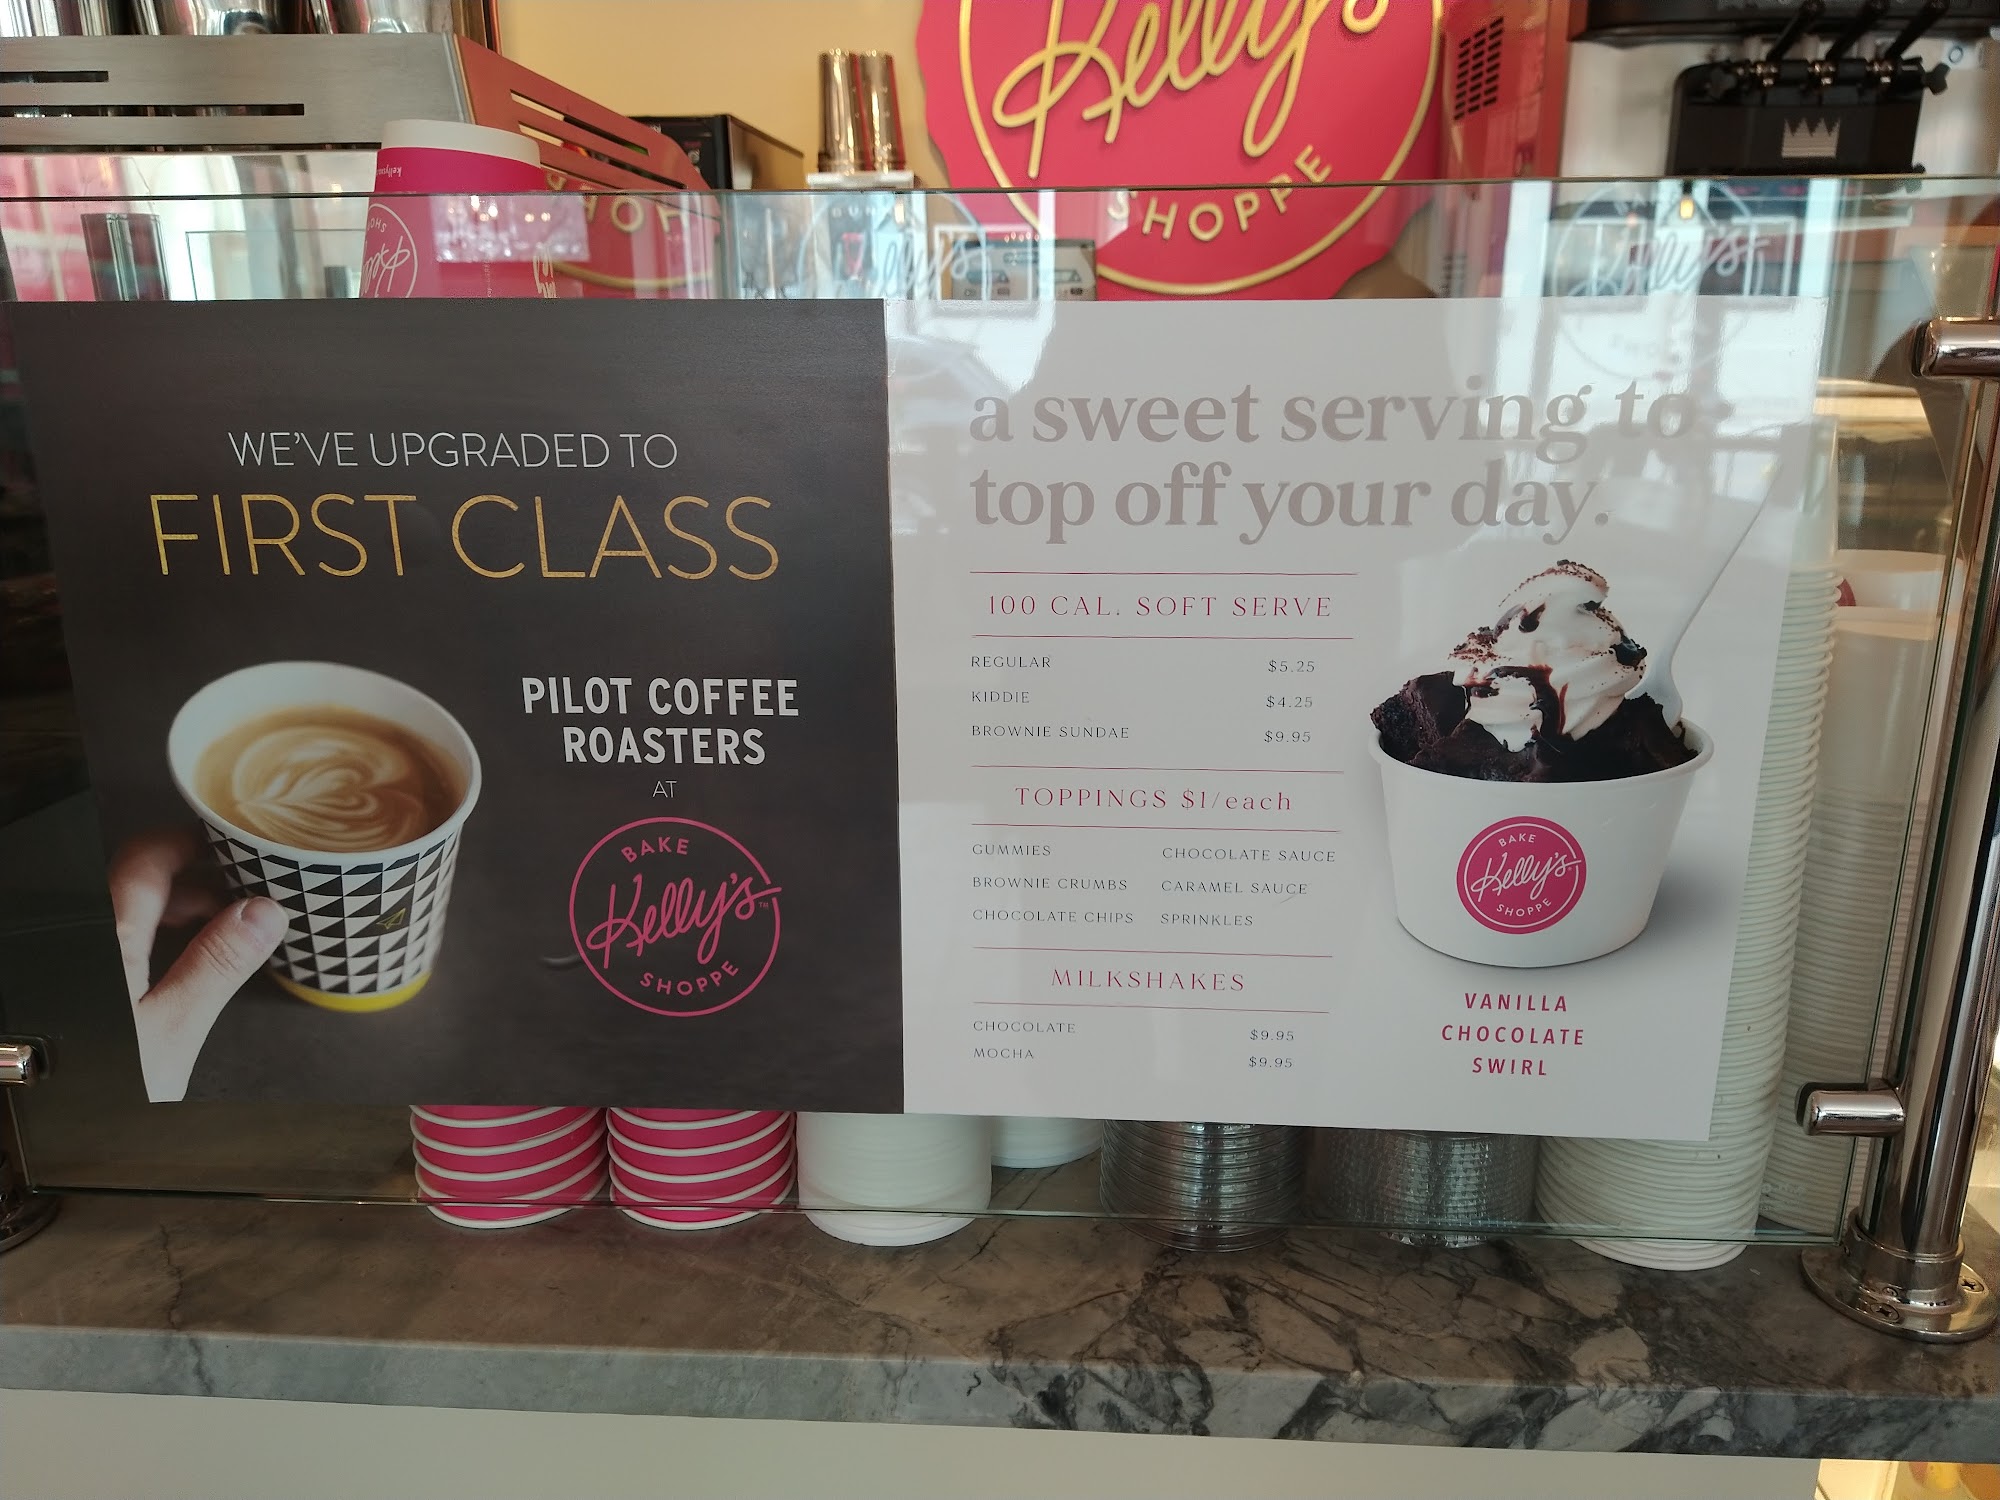 Kelly's
SHOPPE
WE'VE UPGRADED TO
FIRST CLASS
PILOT COFFEE
ROASTERS
AT
BAKE
Kelly's™
SHOPPE
a sweet serving to
top off your day.
100 CAL. SOFT SERVE
REGULAR $5.25
KIDDIE $4.25
BROWNIE SUNDAE $9.95
TOPPINGS $1/each
GUMMIES CHOCOLATE SAUCE
BROWNIE CRUMBS CARAMEL SAUCE
CHOCOLATE CHIPS SPRINKLES
MILKSHAKES
CHOCOLATE $9.95
MOCHA $9.95
BAKE
Kelly's
SHOPPE
VANILLA
CHOCOLATE
SWIRL